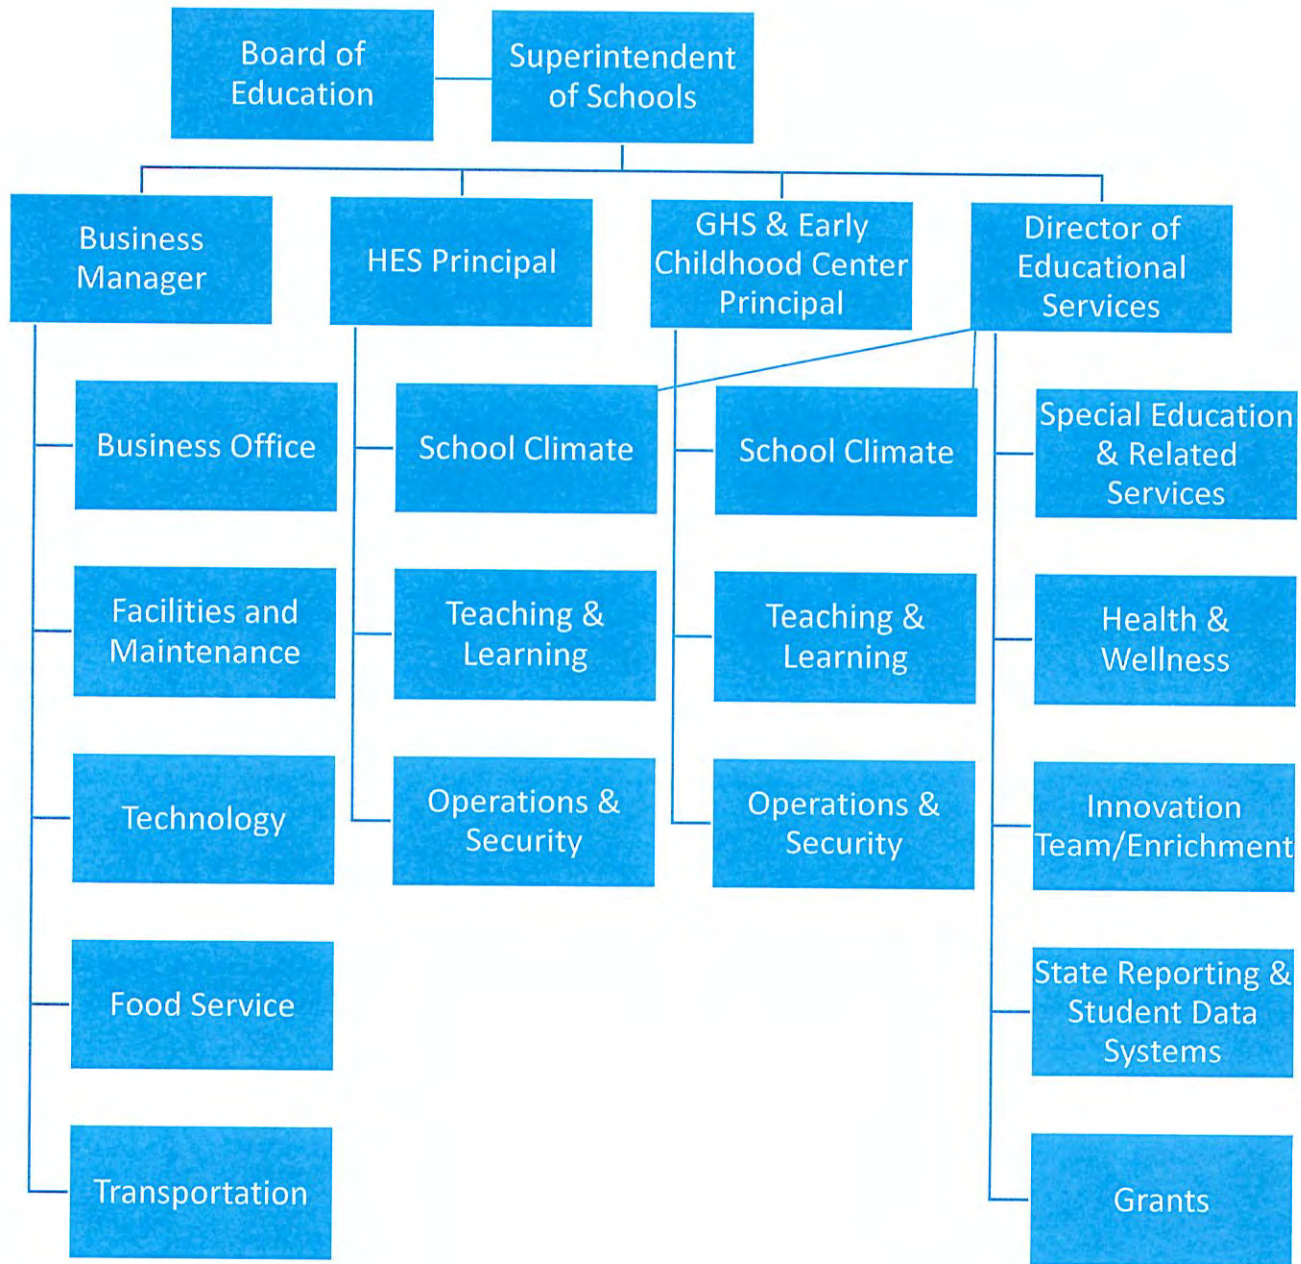 Board of
Education
Superintendent
of Schools
Business
Manager
HES Principal
GHS & Early
Childhood Center
Principal
Director of
Educational
Services
Business Office
School Climate
School Climate
Special Education
& Related
Services
Facilities and
Maintenance
Teaching &
Learning
Teaching &
Learning
Health &
Wellness
Technology
Operations &
Security
Operations &
Security
Innovation
Team/Enrichment
Food Service
State Reporting &
Student Data
Systems
Transportation
Grants